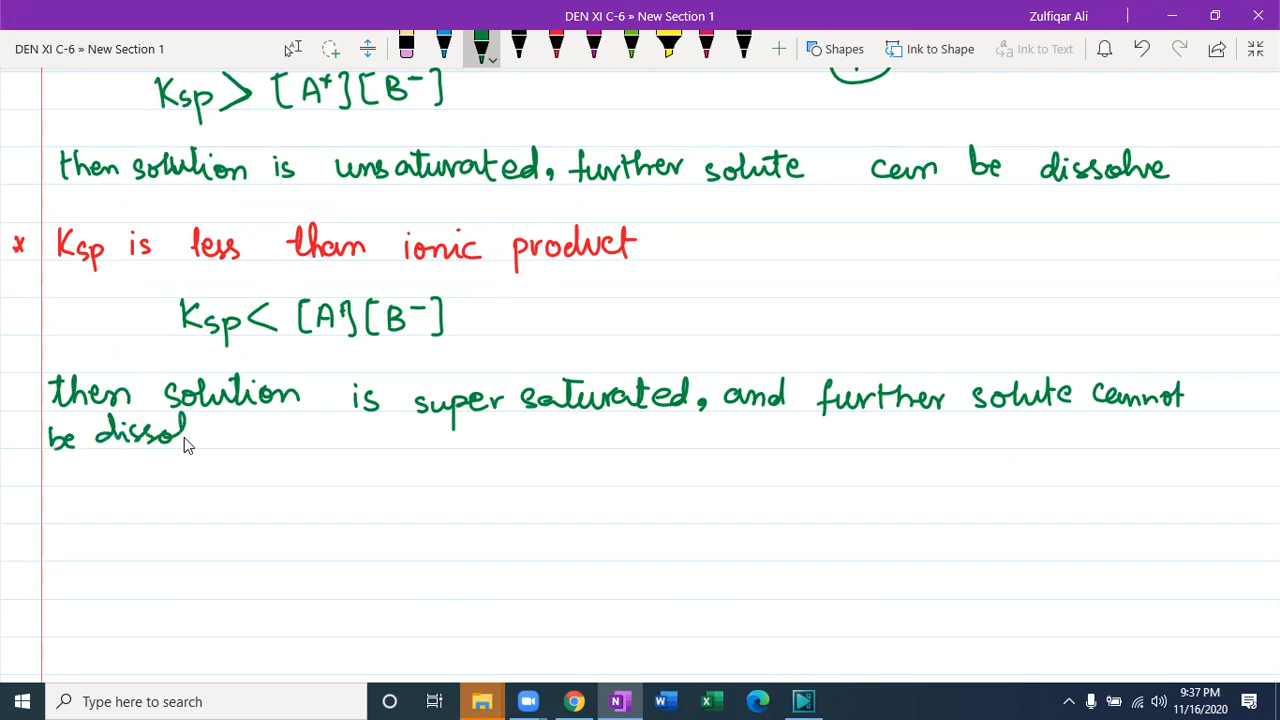 DEN XI C-6 » New Section 1
Zulfiqar Ali
DEN XI C-6 » New Section 1
Shapes
Ink to Shape
Ink to Text
Ksp > [A+][B-]
then solution is unsaturated, further solute can be dissolve
* Ksp is less than ionic product
Ksp < [A+][B-]
then solution is super saturated, and further solute cannot
be dissol
Type here to search
9:37 PM
11/16/2020